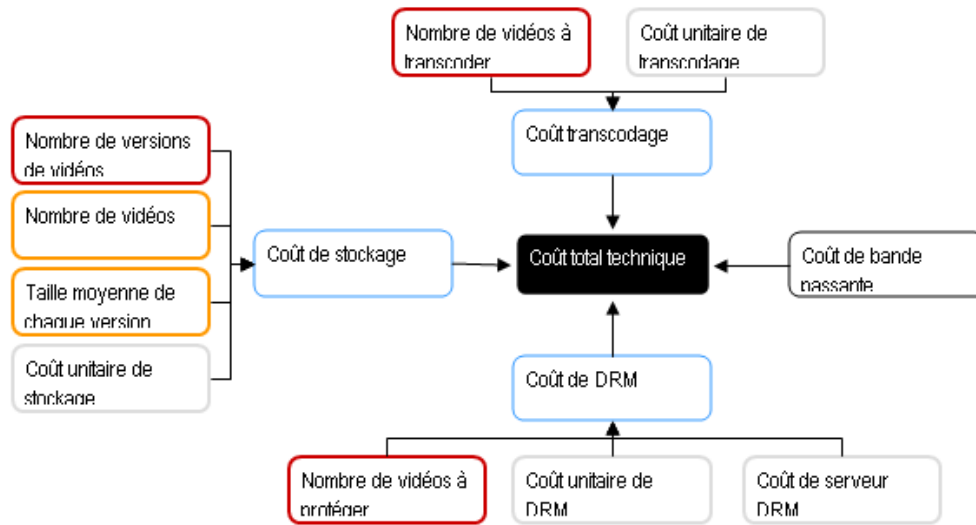 Nombre de vidéos à
transcoder
Coût unitaire de
transcodage
Coût transcodage
Nombre de versions
de vidéos
Nombre de vidéos
Taille moyenne de
chaque version
Coût unitaire de
stockage
Coût de stockage
Coût total technique
Coût de bande
passante
Coût de DRM
Nombre de vidéos à
protéger
Coût unitaire de
DRM
Coût de serveur
DRM